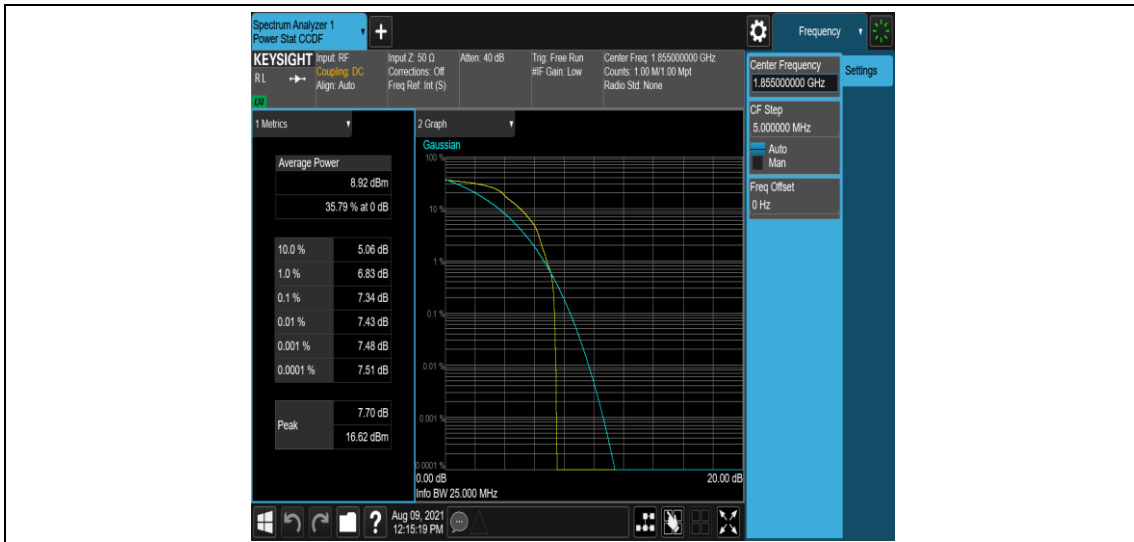 Spectrum Analyzer 1
Power Stat CCDF
+
Frequency
KEYSIGHT
RL
LM
Input: RF
Coupling: DC
Align: Auto
Input Z: 50 Ω
Corrections: Off
Freq Ref: Int (S)
Atten: 40 dB
Trig: Free Run
#IF Gain: Low
Center Freq: 1.855000000 GHz
Counts: 1.00 M/1.00 Mpt
Radio Std: None
Center Frequency
1.855000000 GHz
Settings
CF Step
5.000000 MHz
Auto
Man
Freq Offset
0 Hz
1 Metrics
Average Power
8.92 dBm
35.79 % at 0 dB
10.0 % 5.06 dB
1.0 % 6.83 dB
0.1 % 7.34 dB
0.01 % 7.43 dB
0.001 % 7.48 dB
0.0001 % 7.51 dB
Peak
7.70 dB
16.62 dBm
2 Graph
Gaussian
100 %
10 %
1 %
0.1 %
0.01 %
0.001 %
0.0001 %
0.00 dB 20.00 dB
Info BW 25.000 MHz
?
Aug 09, 2021
12:15:19 PM